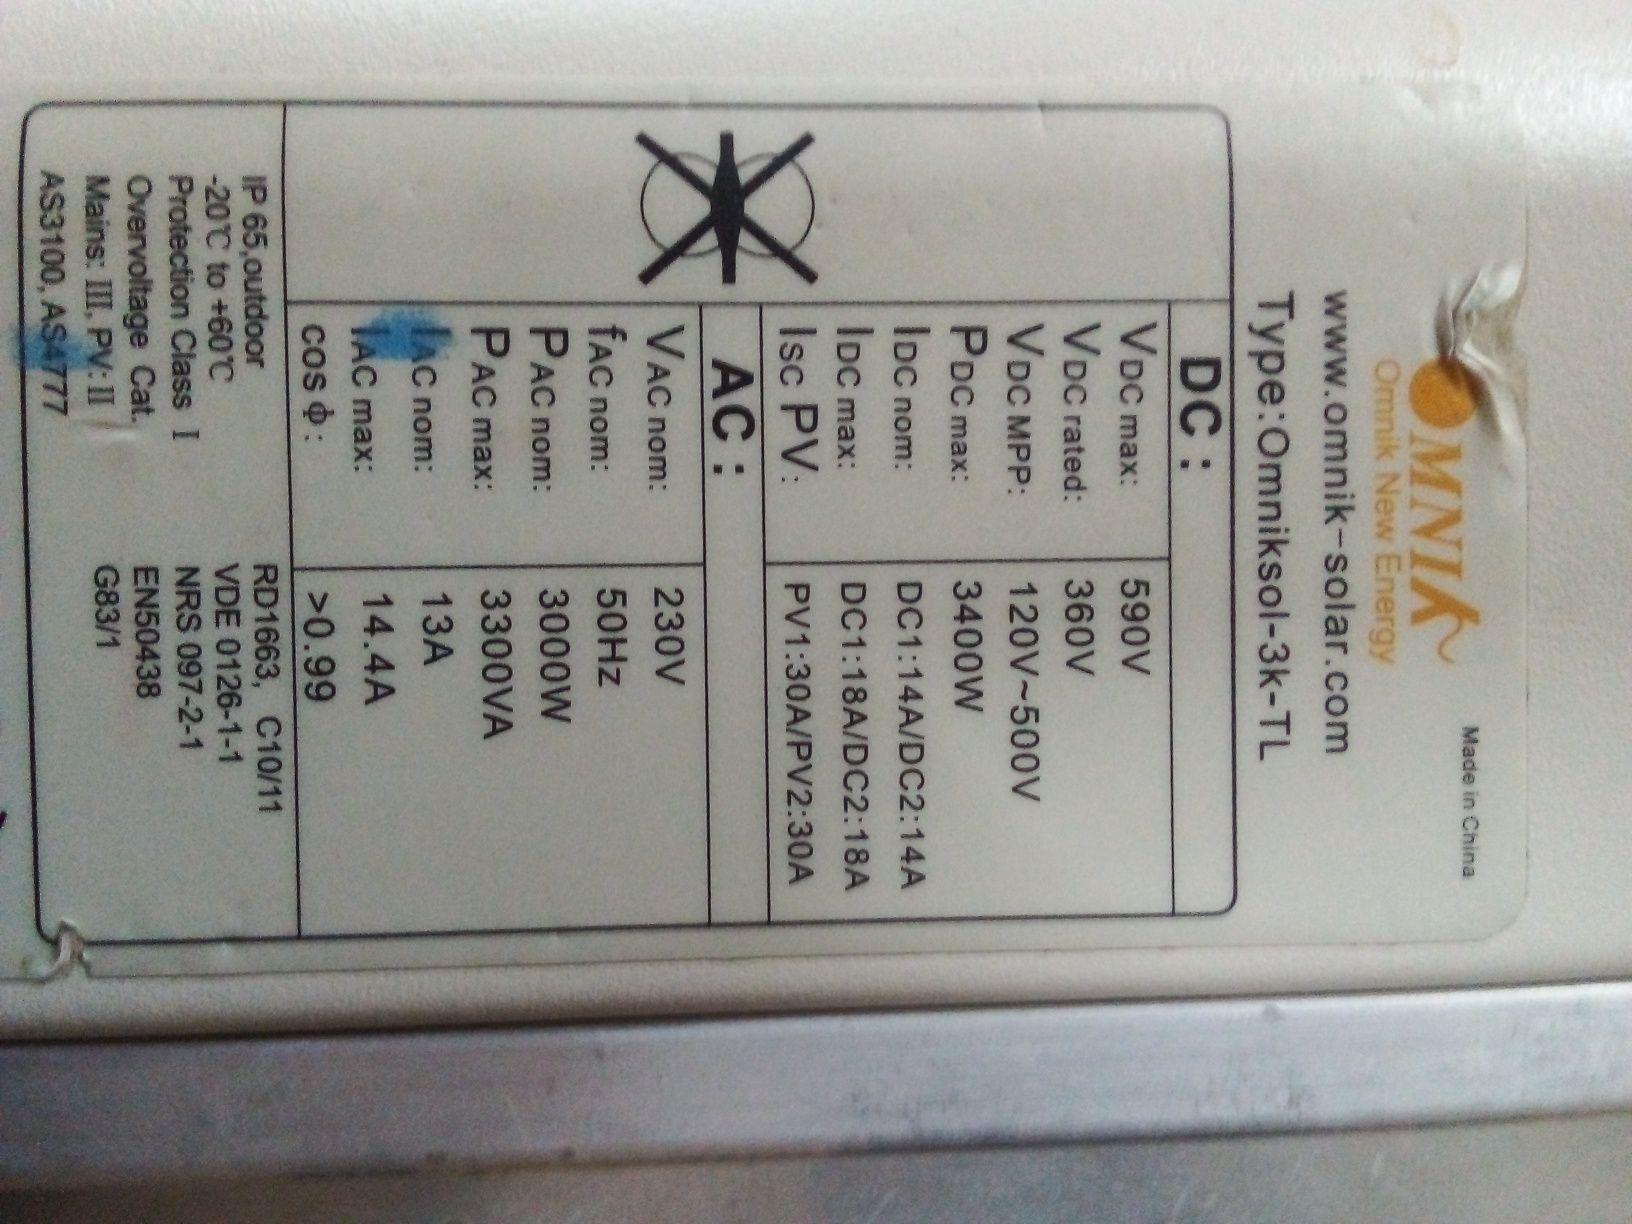 Made in China
OMNIK
Omnik New Energy
www.omnik-solar.com
Type:Omniksol-3k-TL
DC:
VDC max: 590V
VDC rated: 360V
VDC MPP: 120V~500V
PDC max: 3400W
IDC nom: DC1:14A/DC2:14A
IDC max: DC1:18A/DC2:18A
ISC PV: PV1:30A/PV2:30A
AC:
VAC nom: 230V
fAC nom: 50Hz
PAC nom: 3000W
PAC max: 3300VA
IAC nom: 13A
IAC max: 14.4A
cos Φ: >0.99
IP 65,outdoor
-20℃ to +60℃
Protection Class Ⅰ
Overvoltage Cat.
Mains: Ⅲ, PV:Ⅱ
AS3100, AS4777
RD1663, C10/11
VDE 0126-1-1
NRS 097-2-1
EN50438
G83/1